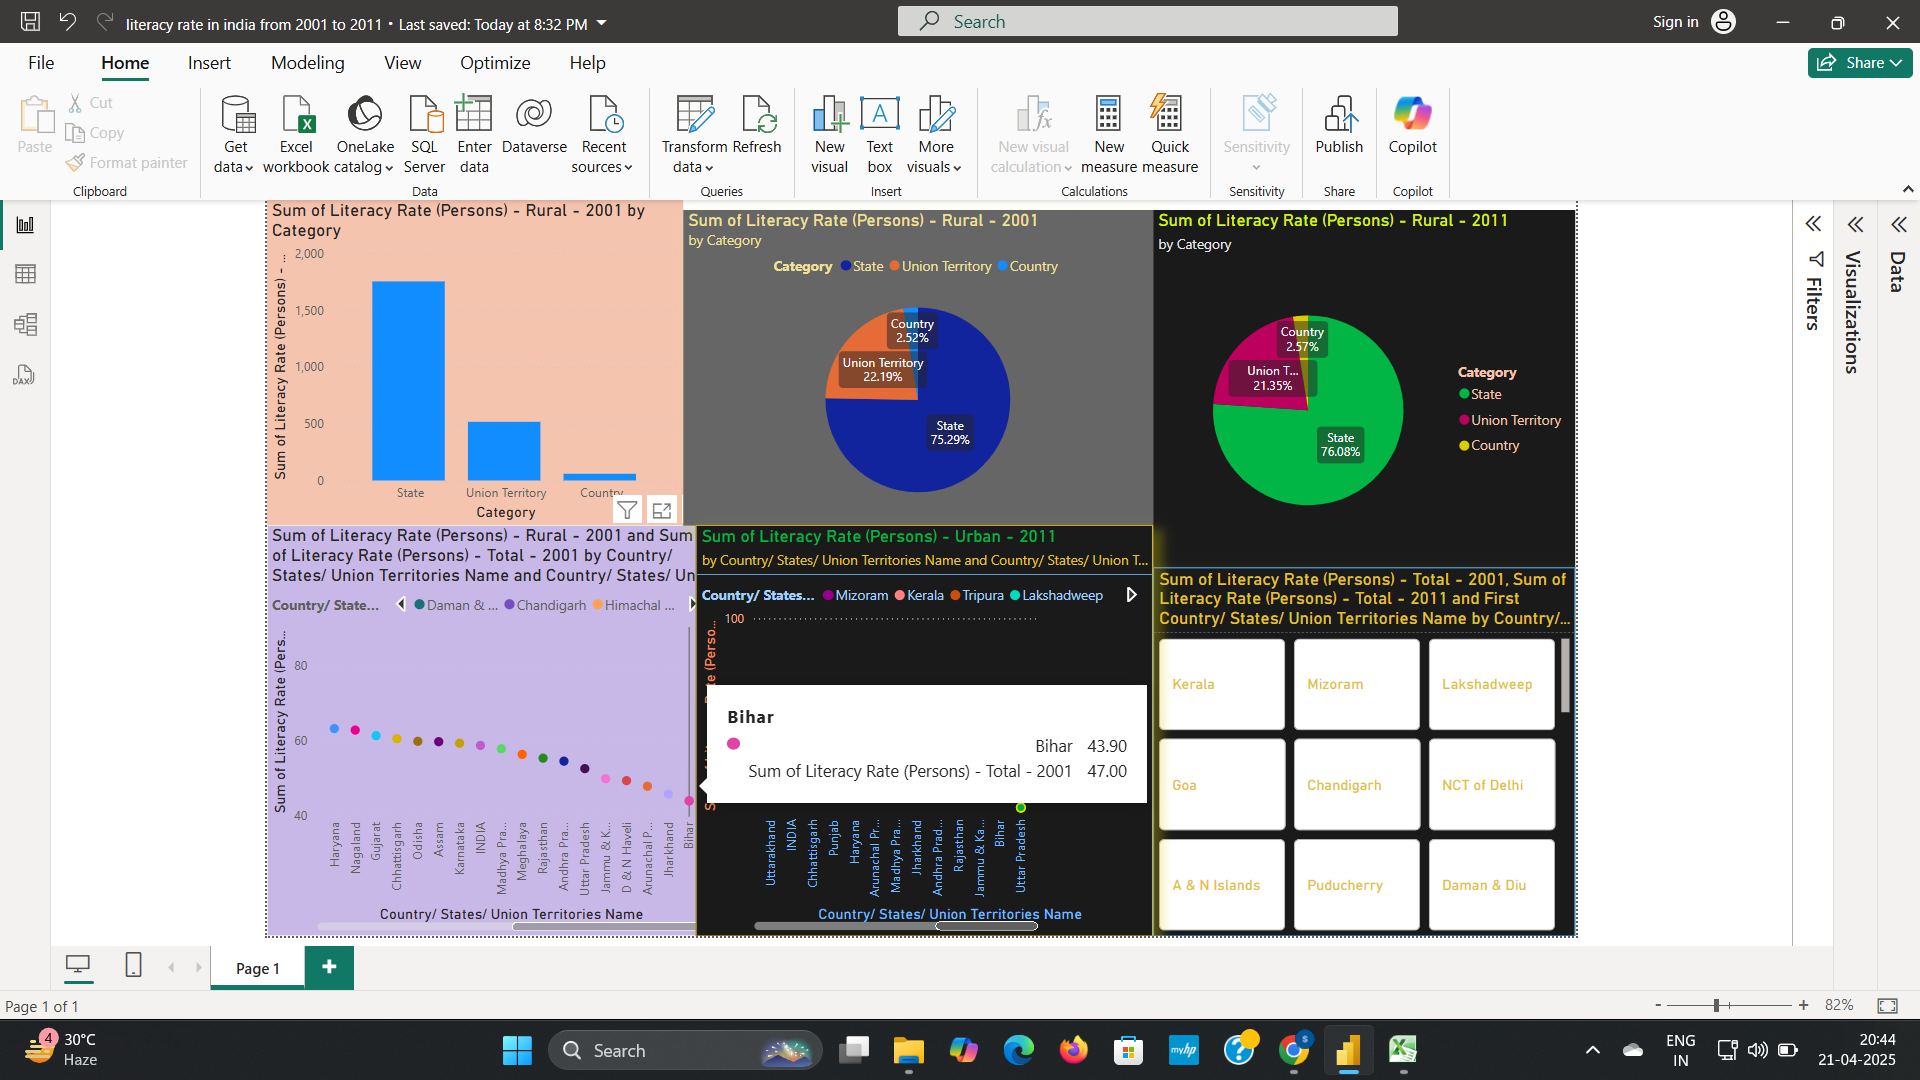 literacy rate in india from 2001 to 2011 • Last saved: Today at 8:32 PM
Search
Sign in
File
Home
Insert
Modeling
View
Optimize
Help
Share
Paste
Cut
Copy
Format painter
Clipboard
Get data
Excel workbook
OneLake catalog
SQL Server
Enter data
Dataverse
Recent sources
Data
Transform data
Refresh
Queries
New visual
Text box
More visuals
Insert
New visual calculation
New measure
Quick measure
Calculations
Sensitivity
Sensitivity
Publish
Share
Copilot
Copilot
Sum of Literacy Rate (Persons) - Rural - 2001 by
Category
Sum of Literacy Rate (Persons) - ...
2,000
1,500
1,000
500
0
State
Union Territory
Country
Category
Sum of Literacy Rate (Persons) - Rural - 2001
by Category
Category State Union Territory Country
Country
2.52%
Union Territory
22.19%
State
75.29%
Sum of Literacy Rate (Persons) - Rural - 2011
by Category
Country
2.57%
Union T...
21.35%
State
76.08%
Category
State
Union Territory
Country
Filters
Visualizations
Data
Sum of Literacy Rate (Persons) - Rural - 2001 and Sum
of Literacy Rate (Persons) - Total - 2001 by Country/
States/ Union Territories Name and Country/ States/ Un
Country/ State... Daman & ... Chandigarh Himachal ...
Sum of Literacy Rate (Pers...
80
60
40
Haryana
Nagaland
Gujarat
Chhattisgarh
Odisha
Assam
Karnataka
INDIA
Madhya Pra...
Meghalaya
Rajasthan
Andhra Pra...
Uttar Pradesh
Jammu & K...
D & N Haveli
Arunachal P...
Jharkhand
Bihar
Country/ States/ Union Territories Name
Sum of Literacy Rate (Persons) - Urban - 2011
by Country/ States/ Union Territories Name and Country/ States/ Union T...
Country/ States... Mizoram Kerala Tripura Lakshadweep
100
Bihar
Bihar 43.90
Sum of Literacy Rate (Persons) - Total - 2001 47.00
Uttarakhand
INDIA
Chhattisgarh
Punjab
Haryana
Arunachal Pr...
Madhya Pra...
Jharkhand
Andhra Prad...
Rajasthan
Jammu & Ka...
Bihar
Uttar Pradesh
Country/ States/ Union Territories Name
Sum of Literacy Rate (Persons) - Total - 2001, Sum of
Literacy Rate (Persons) - Total - 2011 and First
Country/ States/ Union Territories Name by Country/...
Kerala
Mizoram
Lakshadweep
Goa
Chandigarh
NCT of Delhi
A & N Islands
Puducherry
Daman & Diu
Page 1
Page 1 of 1
82%
4
30°C
Haze
Search
myhp
ENG
IN
20:44
21-04-2025